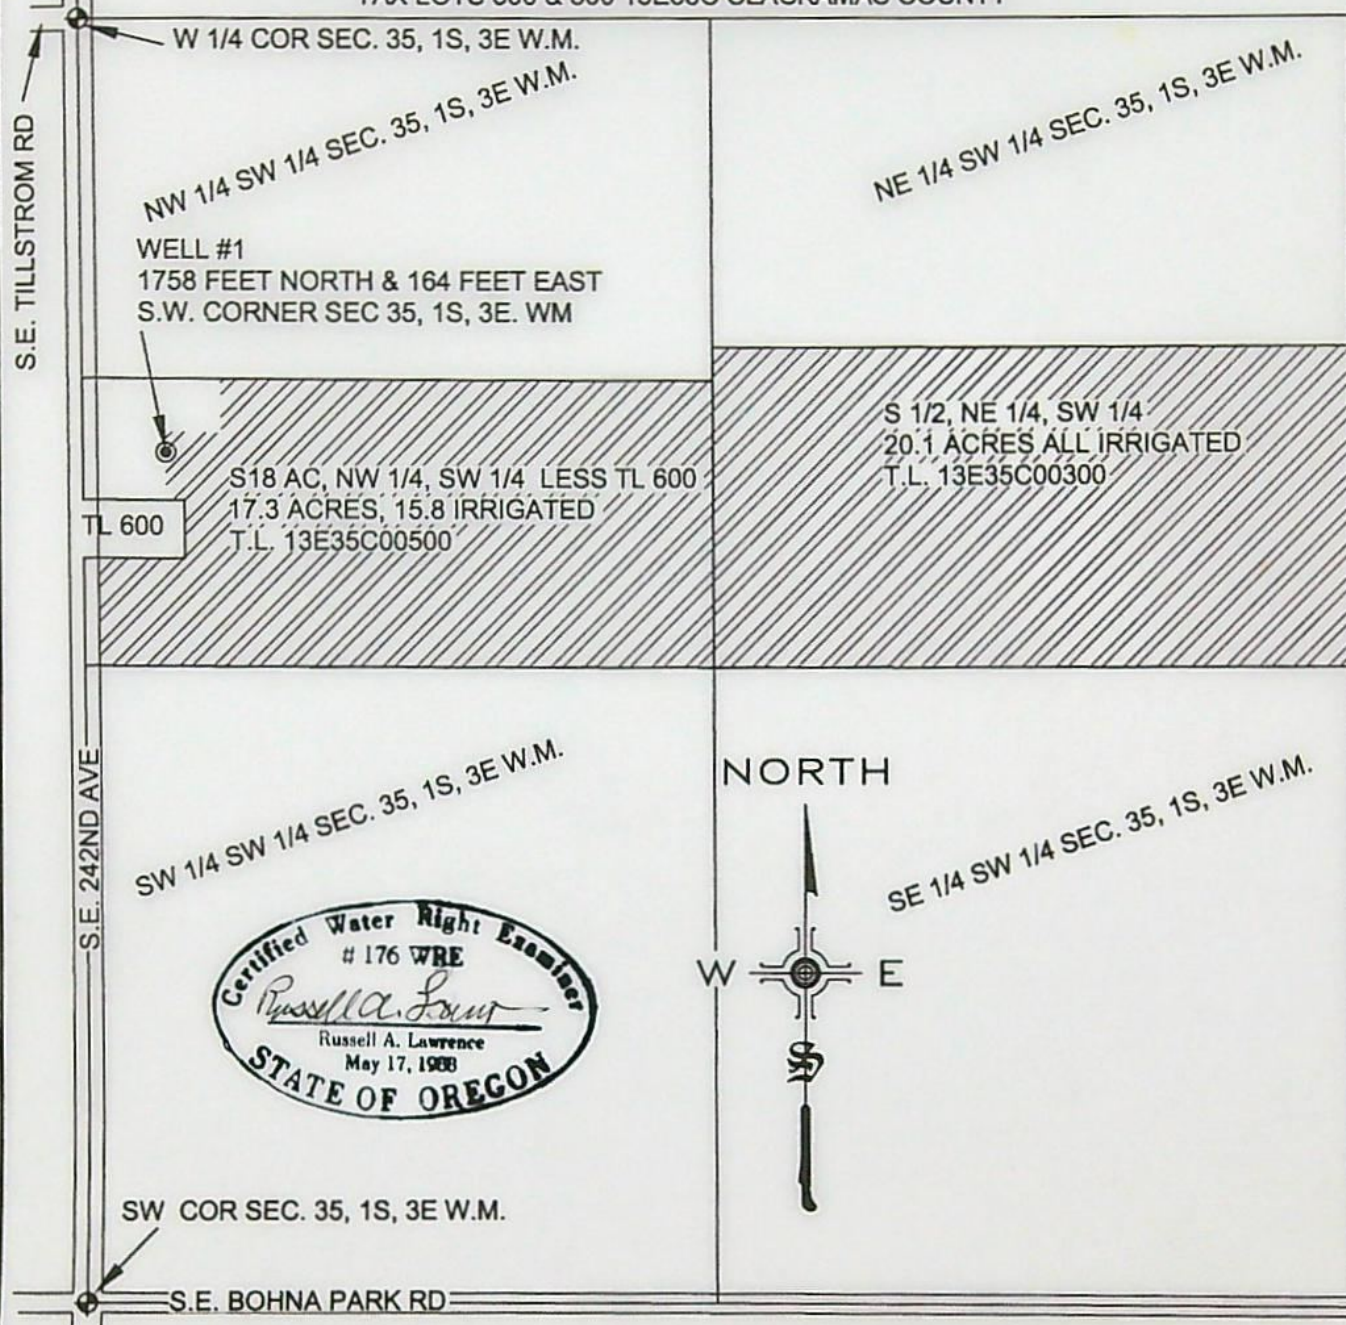 W 1/4 COR SEC. 35, 1S, 3E W.M.
S.E. TILLSTROM RD
NW 1/4 SW 1/4 SEC. 35, 1S, 3E W.M.
NE 1/4 SW 1/4 SEC. 35, 1S, 3E W.M.
WELL #1
1758 FEET NORTH & 164 FEET EAST
S.W. CORNER SEC 35, 1S, 3E. WM
S18 AC, NW 1/4, SW 1/4 LESS TL 600
17.3 ACRES, 15.8 IRRIGATED
T.L. 13E35C00500
S 1/2, NE 1/4, SW 1/4
20.1 ACRES ALL IRRIGATED
T.L. 13E35C00300
TL 600
S.E. 242ND AVE
SW 1/4 SW 1/4 SEC. 35, 1S, 3E W.M.
SE 1/4 SW 1/4 SEC. 35, 1S, 3E W.M.
NORTH
W E
S
Certified Water Right Examiner
# 176 WRE
Russell A. Lawrence
May 17, 1988
STATE OF OREGON
SW COR SEC. 35, 1S, 3E W.M.
S.E. BOHNA PARK RD